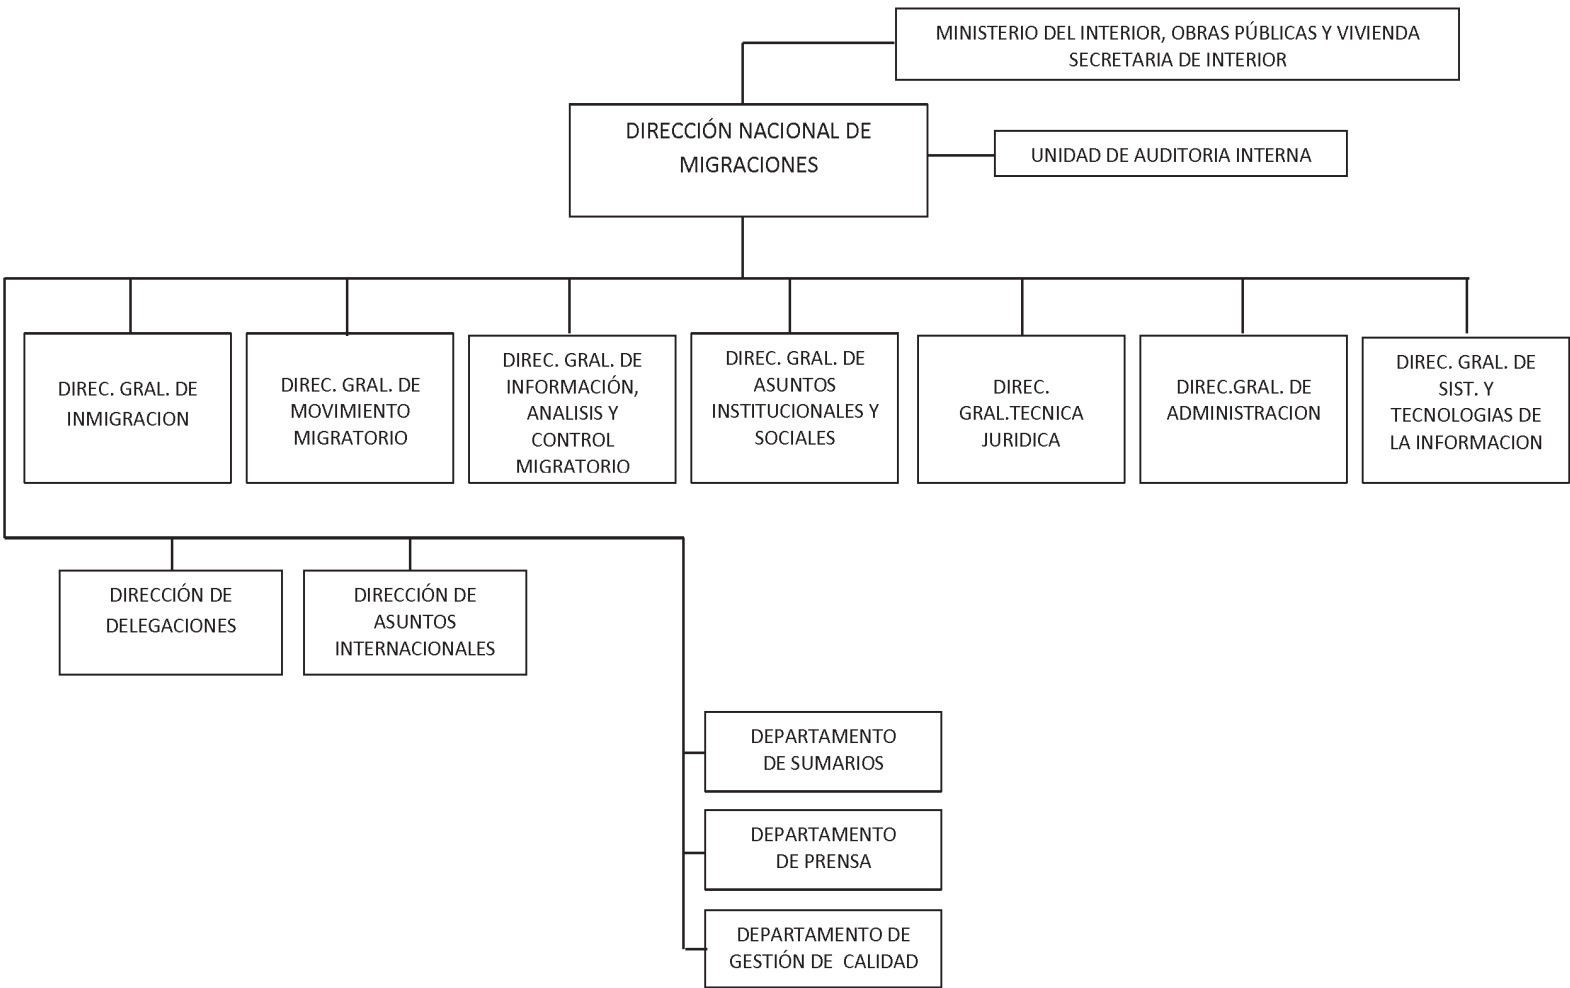 MINISTERIO DEL INTERIOR, OBRAS PÚBLICAS Y VIVIENDA
SECRETARIA DE INTERIOR
DIRECCIÓN NACIONAL DE
MIGRACIONES
UNIDAD DE AUDITORIA INTERNA
DIREC. GRAL. DE
INMIGRACION
DIREC. GRAL. DE
MOVIMIENTO
MIGRATORIO
DIREC. GRAL. DE
INFORMACIÓN,
ANALISIS Y
CONTROL
MIGRATORIO
DIREC. GRAL. DE
ASUNTOS
INSTITUCIONALES Y
SOCIALES
DIREC.
GRAL.TECNICA
JURIDICA
DIREC.GRAL. DE
ADMINISTRACION
DIREC. GRAL. DE
SIST. Y
TECNOLOGIAS DE
LA INFORMACION
DIRECCIÓN DE
DELEGACIONES
DIRECCIÓN DE
ASUNTOS
INTERNACIONALES
DEPARTAMENTO
DE SUMARIOS
DEPARTAMENTO
DE PRENSA
DEPARTAMENTO DE
GESTIÓN DE  CALIDAD